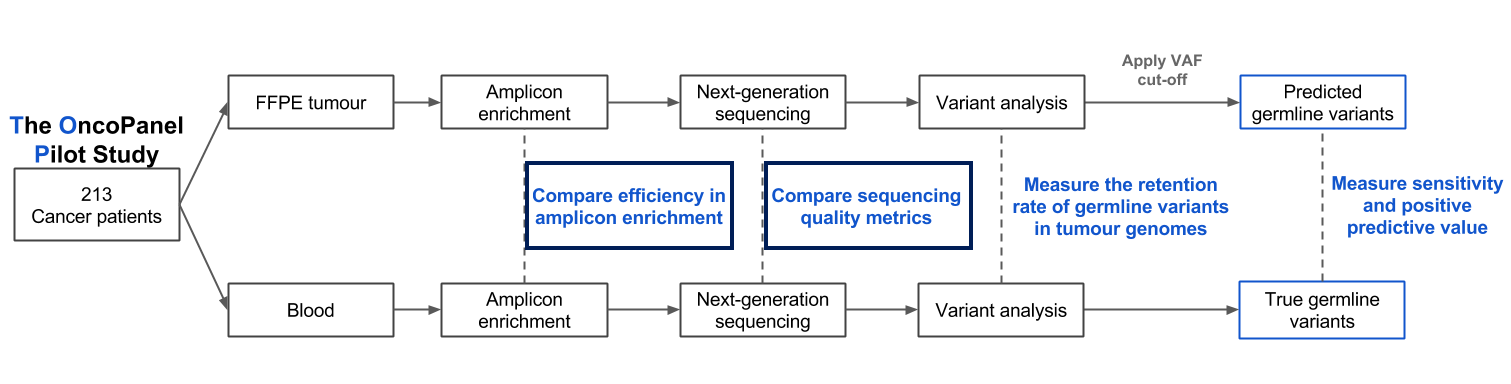 The OncoPanel
Pilot Study
213
Cancer patients
FFPE tumour
Amplicon
enrichment
Next-generation
sequencing
Variant analysis
Apply VAF
cut-off
Predicted
germline variants
Compare efficiency in
amplicon enrichment
Compare sequencing
quality metrics
Measure the retention
rate of germline variants
in tumour genomes
Measure sensitivity
and positive
predictive value
Blood
Amplicon
enrichment
Next-generation
sequencing
Variant analysis
True germline
variants